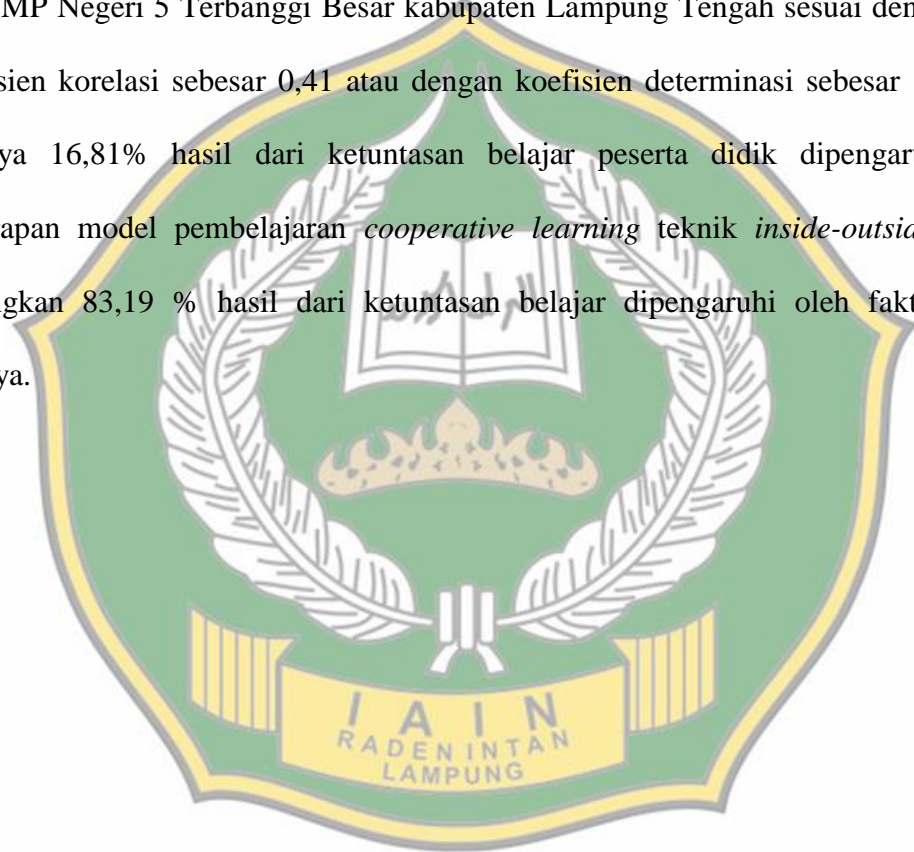 MP Negeri 5 Terbanggi Besar kabupaten Lampung Tengah sesuai den
sien korelasi sebesar 0,41 atau dengan koefisien determinasi sebesar
ya 16,81% hasil dari ketuntasan belajar peserta didik dipengar
apan model pembelajaran cooperative learning teknik inside-outsid
gkan 83,19 % hasil dari ketuntasan belajar dipengaruhi oleh fakt
ya.
IAIN
RADEN INTAN
LAMPUNG